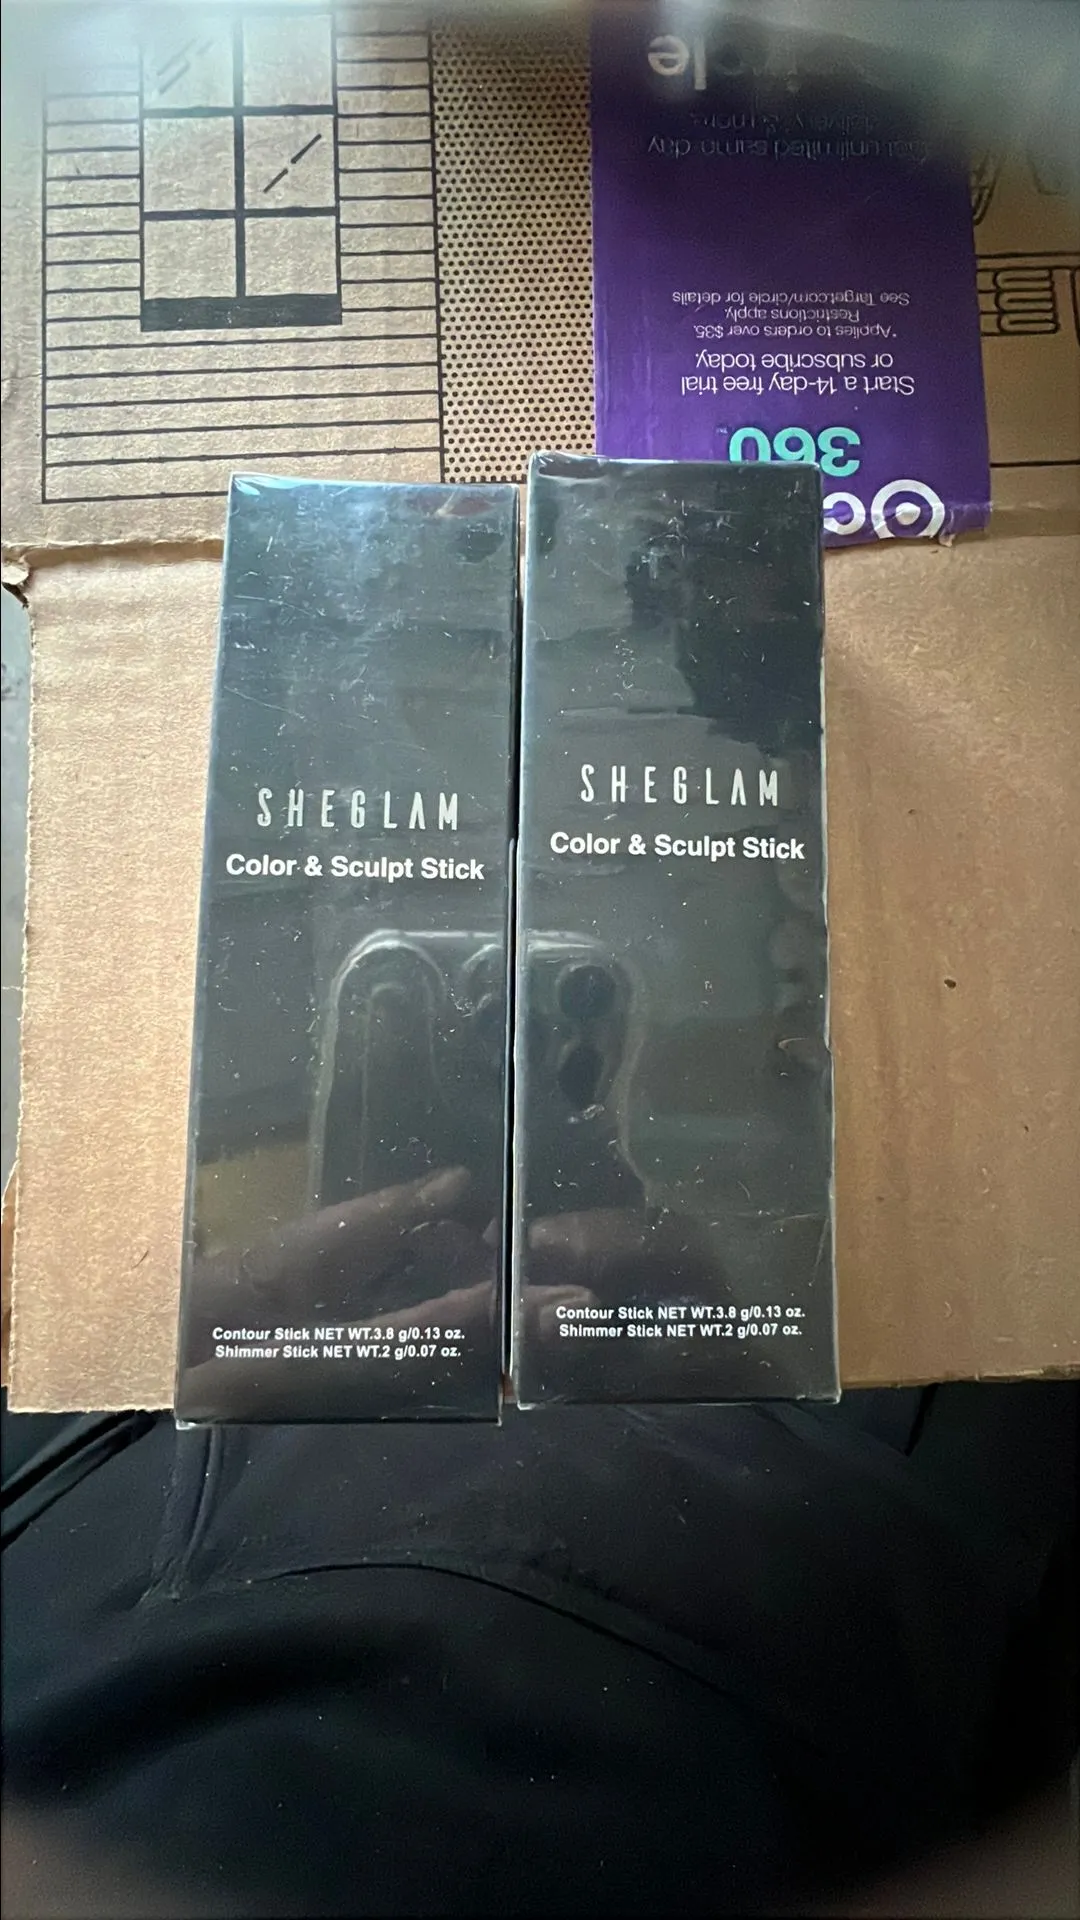 360
Start a 14-day free trial
or subscribe today.
*Applies to orders over $35.
Restrictions apply.
See Target.com/circle for details
unlimited same-day
SHEGLAM
Color & Sculpt Stick
Contour Stick NET WT.3.8 g/0.13 oz.
Shimmer Stick NET WT.2 g/0.07 oz.
SHEGLAM
Color & Sculpt Stick
Contour Stick NET WT.3.8 g/0.13 oz.
Shimmer Stick NET WT.2 g/0.07 oz.